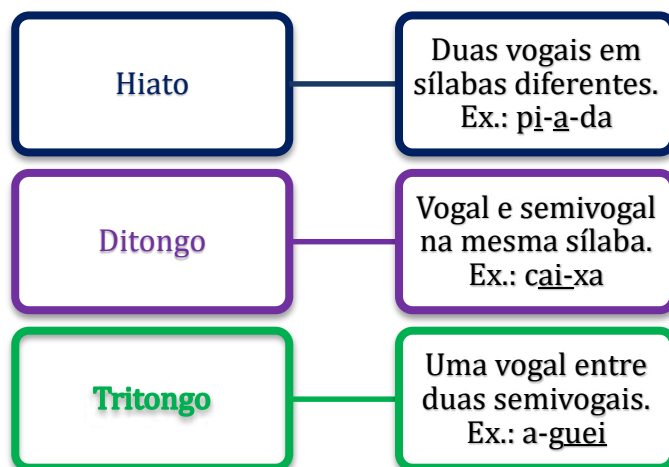 Hiato
Duas vogais em
sílabas diferentes.
Ex.: pi-a-da
Ditongo
Vogal e semivogal
na mesma sílaba.
Ex.: cai-xa
Tritongo
Uma vogal entre
duas semivogais.
Ex.: a-guei